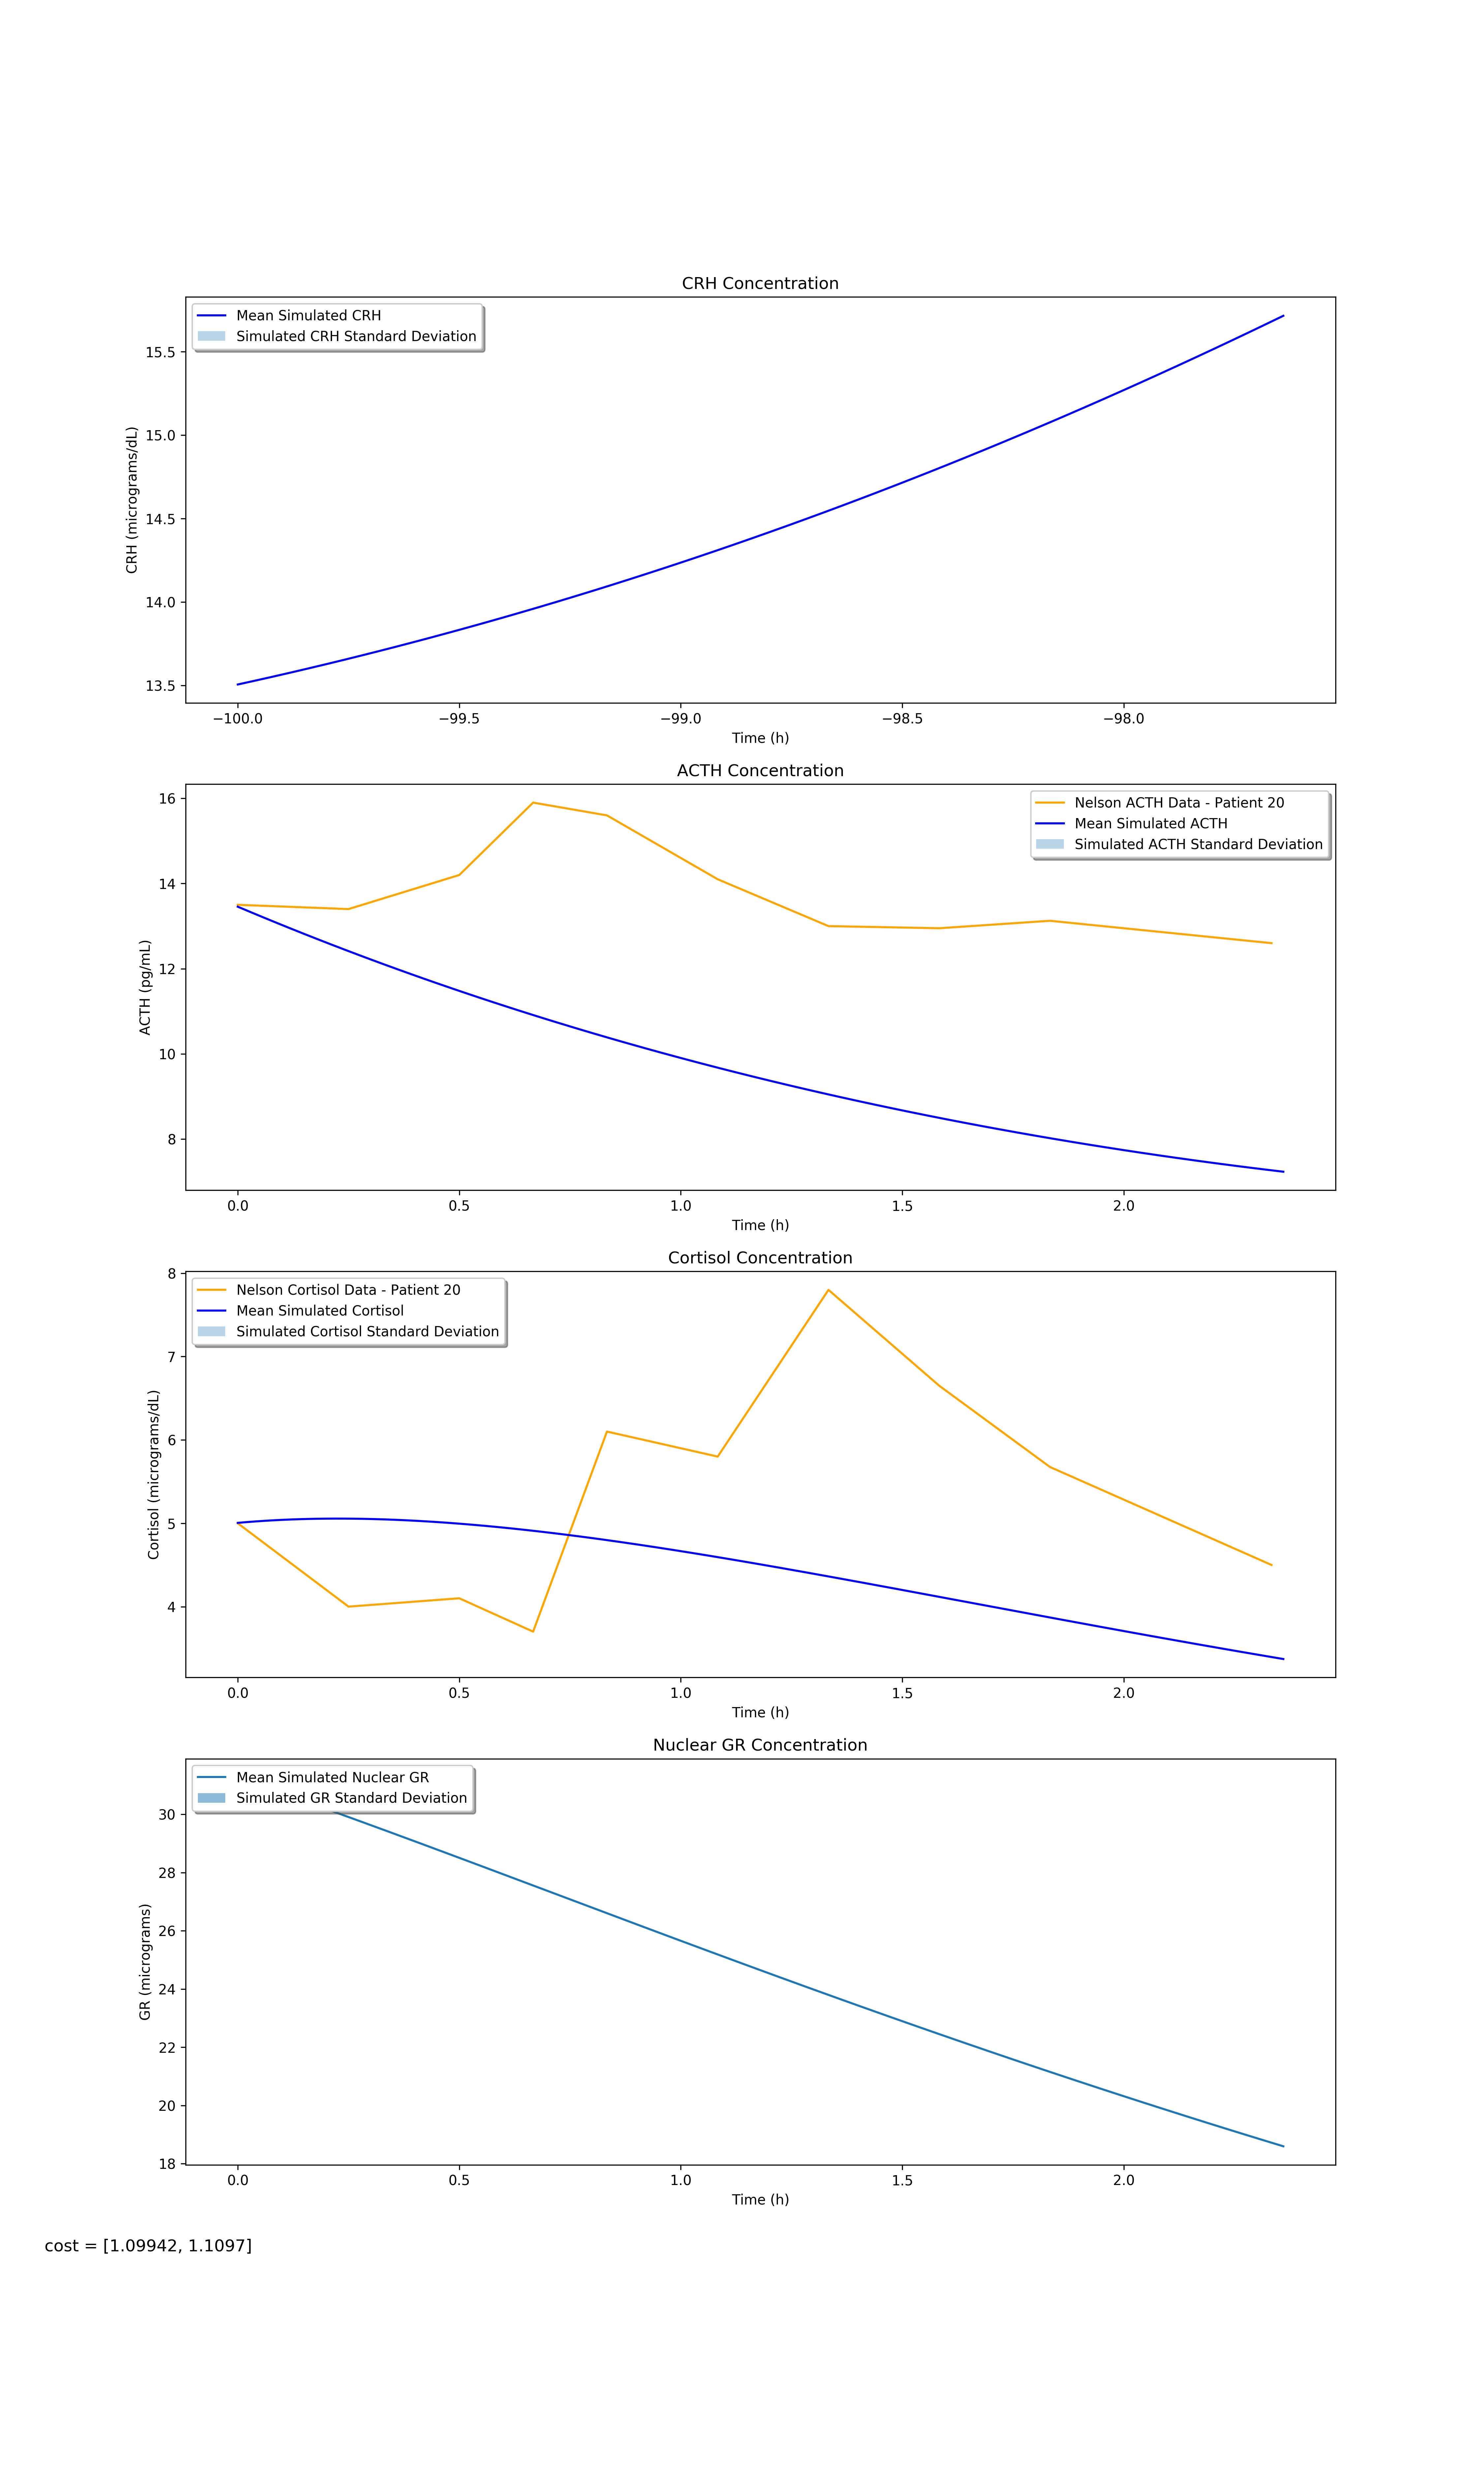 CRH Concentration
Mean Simulated CRH
Simulated CRH Standard Deviation
15.5
15.0
14.5
14.0
13.5
CRH (micrograms/dL)
−100.0 −99.5 −99.0 −98.5 −98.0
Time (h)
ACTH Concentration
Nelson ACTH Data - Patient 20
Mean Simulated ACTH
Simulated ACTH Standard Deviation
16
14
12
10
8
ACTH (pg/mL)
0.0 0.5 1.0 1.5 2.0
Time (h)
Cortisol Concentration
Nelson Cortisol Data - Patient 20
Mean Simulated Cortisol
Simulated Cortisol Standard Deviation
8
7
6
5
4
Cortisol (micrograms/dL)
0.0 0.5 1.0 1.5 2.0
Time (h)
Nuclear GR Concentration
Mean Simulated Nuclear GR
Simulated GR Standard Deviation
30
28
26
24
22
20
18
GR (micrograms)
0.0 0.5 1.0 1.5 2.0
Time (h)
cost = [1.09942, 1.1097]